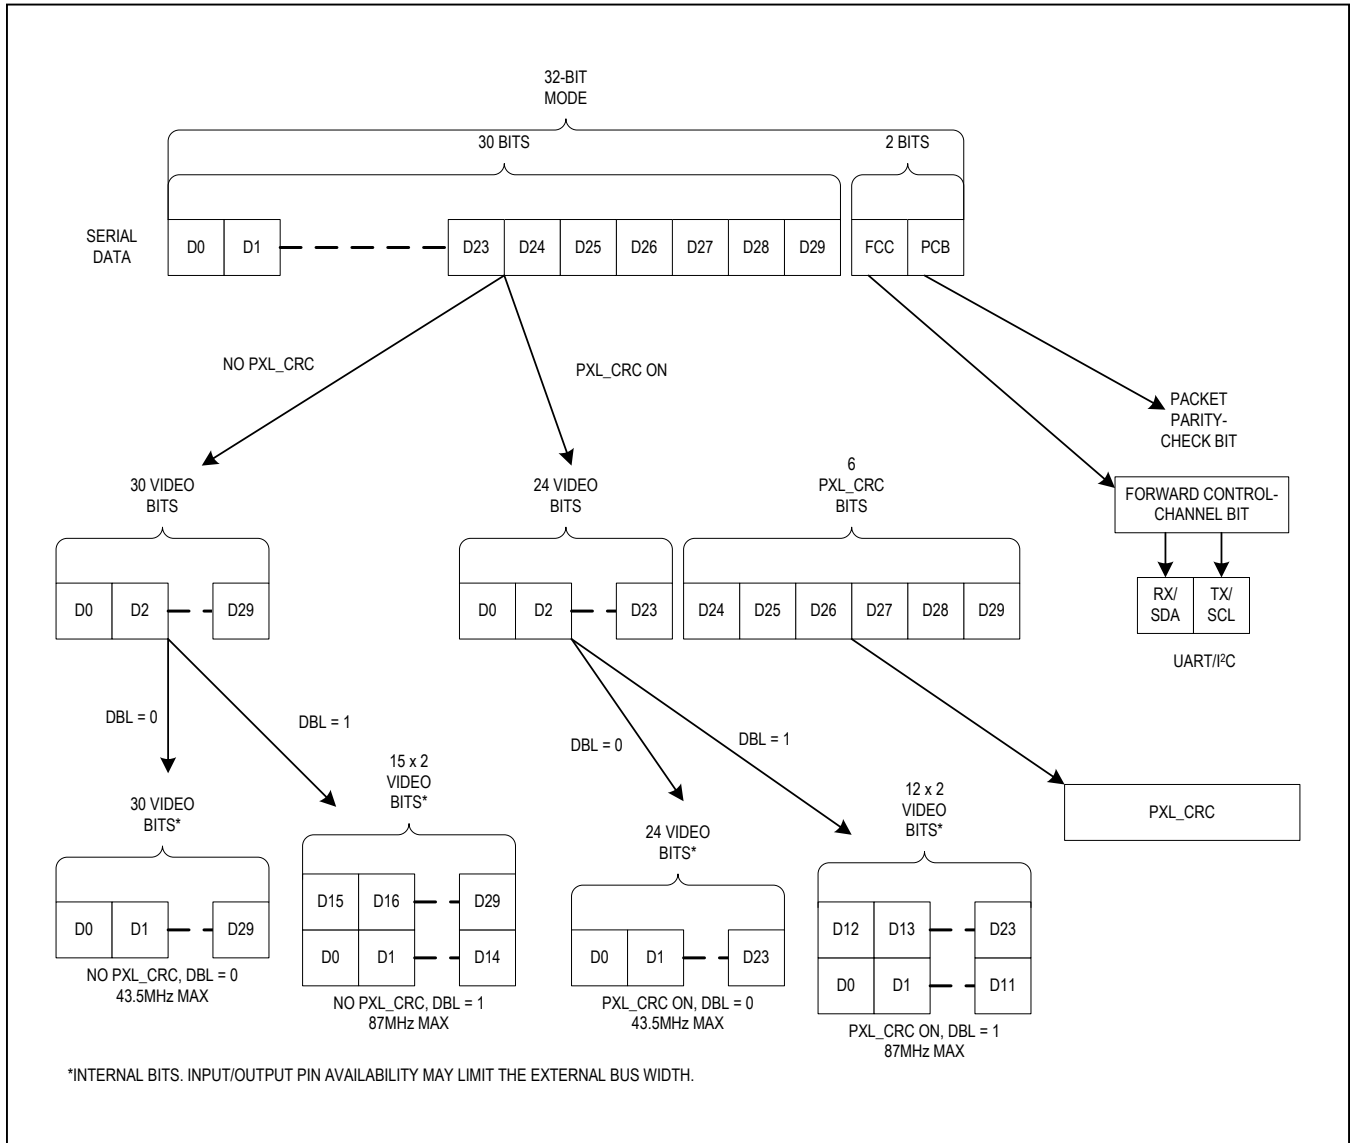 32-BIT
MODE
30 BITS
2 BITS
SERIAL
DATA
D0 D1 D23 D24 D25 D26 D27 D28 D29 FCC PCB
NO PXL_CRC
PXL_CRC ON
PACKET
PARITY-
CHECK BIT
30 VIDEO
BITS
24 VIDEO
BITS
6
PXL_CRC
BITS
FORWARD CONTROL-
CHANNEL BIT
D0 D2 D29
D0 D2 D23
D24 D25 D26 D27 D28 D29
RX/
SDA
TX/
SCL
UART/I²C
DBL = 0
DBL = 1
DBL = 0
DBL = 1
30 VIDEO
BITS*
15 x 2
VIDEO
BITS*
24 VIDEO
BITS*
12 x 2
VIDEO
BITS*
PXL_CRC
D0 D1 D29
NO PXL_CRC, DBL = 0
43.5MHz MAX
D15 D16 D29
D0 D1 D14
NO PXL_CRC, DBL = 1
87MHz MAX
D0 D1 D23
PXL_CRC ON, DBL = 0
43.5MHz MAX
D12 D13 D23
D0 D1 D11
PXL_CRC ON, DBL = 1
87MHz MAX
*INTERNAL BITS. INPUT/OUTPUT PIN AVAILABILITY MAY LIMIT THE EXTERNAL BUS WIDTH.